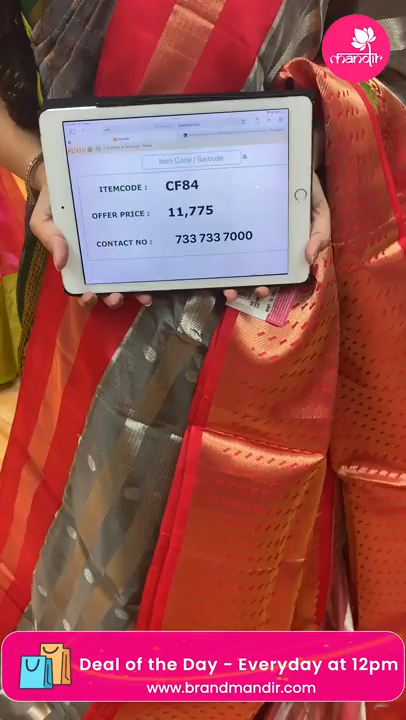 mandir
Item Code / Barcode
ITEMCODE : CF84
OFFER PRICE : 11,775
CONTACT NO : 733 733 7000
Deal of the Day - Everyday at 12pm
www.brandmandir.com